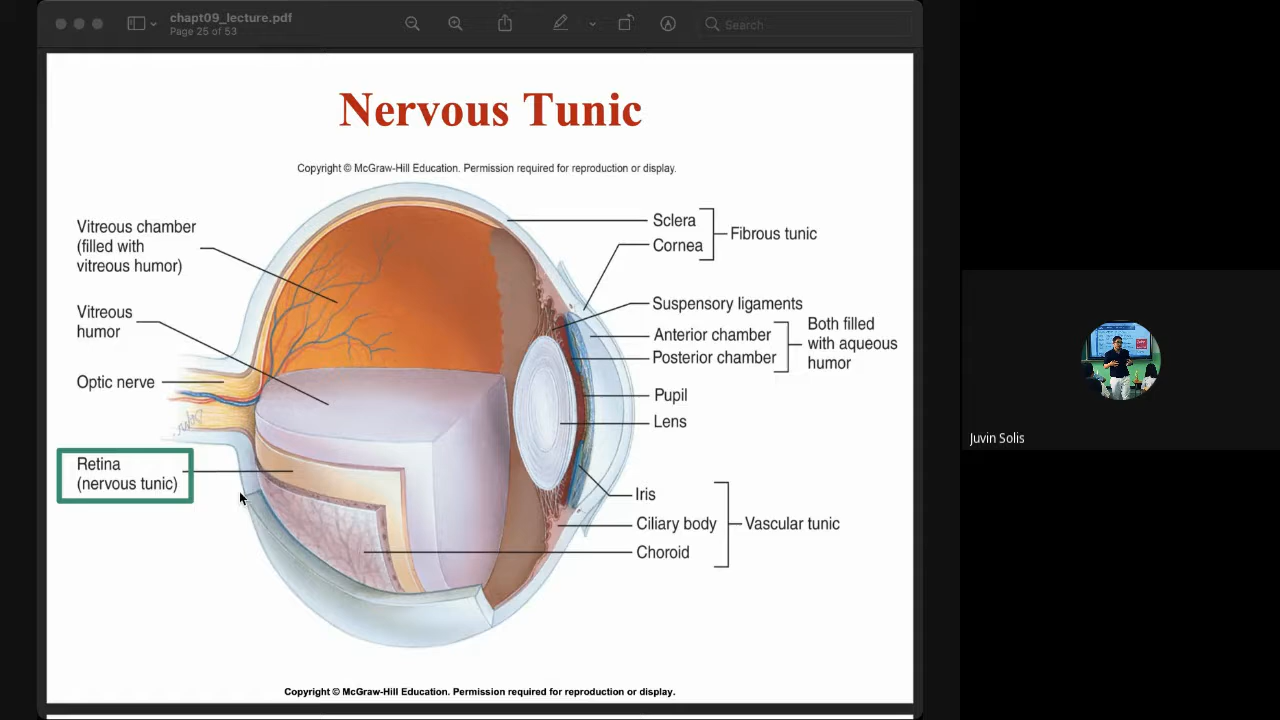 chapt09_lecture.pdf
Page 25 of 53
Search
Nervous Tunic
Copyright © McGraw-Hill Education. Permission required for reproduction or display.
Vitreous chamber
(filled with
vitreous humor)
Vitreous
humor
Optic nerve
Retina
(nervous tunic)
Sclera
Cornea
Fibrous tunic
Suspensory ligaments
Anterior chamber
Posterior chamber
Both filled
with aqueous
humor
Pupil
Lens
Iris
Ciliary body
Choroid
Vascular tunic
Copyright © McGraw-Hill Education. Permission required for reproduction or display.
Juvin Solis